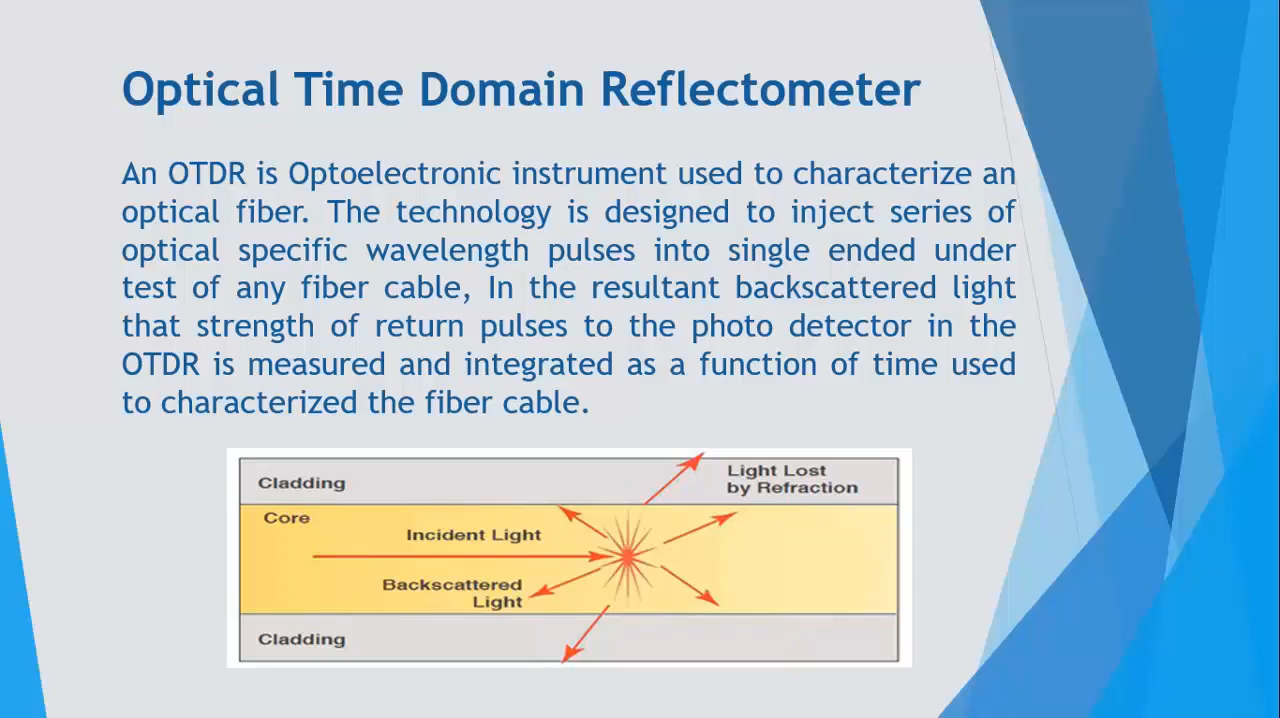 Optical Time Domain Reflectometer
An OTDR is Optoelectronic instrument used to characterize an
optical fiber. The technology is designed to inject series of
optical specific wavelength pulses into single ended under
test of any fiber cable, In the resultant backscattered light
that strength of return pulses to the photo detector in the
OTDR is measured and integrated as a function of time used
to characterized the fiber cable.
Cladding
Light Lost
by Refraction
Core
Incident Light
Backscattered
Light
Cladding